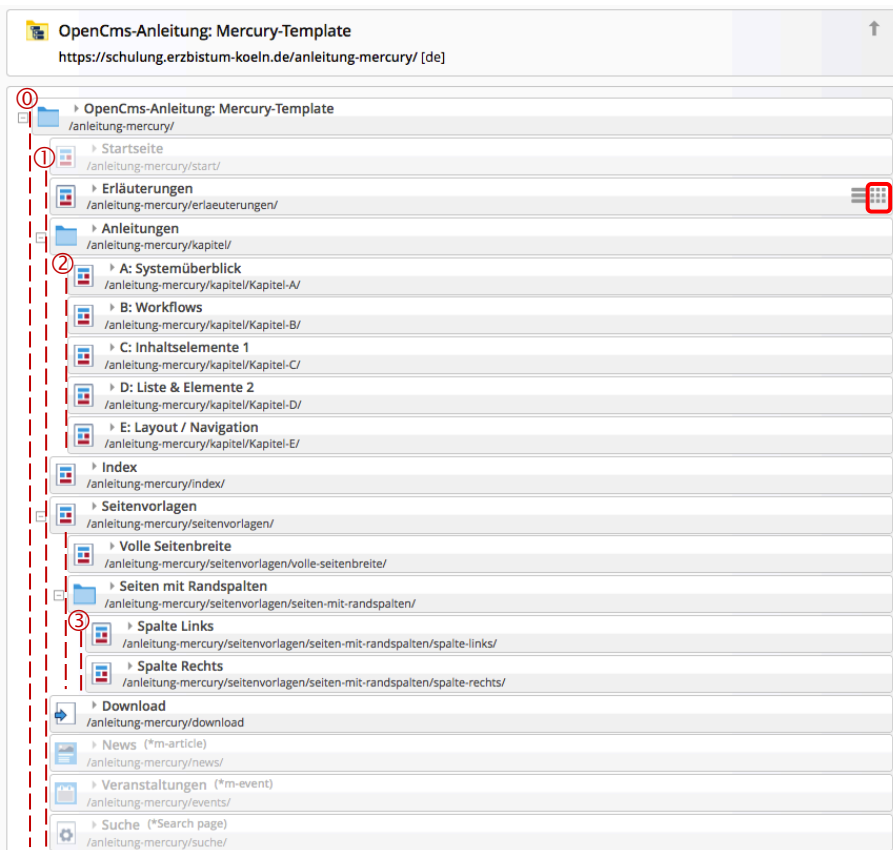 OpenCms-Anleitung: Mercury-Template
https://schulung.erzbistum-koeln.de/anleitung-mercury/ [de]
⓪
OpenCms-Anleitung: Mercury-Template
/anleitung-mercury/
①
Startseite
/anleitung-mercury/start/
Erläuterungen
/anleitung-mercury/erlaeuterungen/
Anleitungen
/anleitung-mercury/kapitel/
②
A: Systemüberblick
/anleitung-mercury/kapitel/Kapitel-A/
B: Workflows
/anleitung-mercury/kapitel/Kapitel-B/
C: Inhaltselemente 1
/anleitung-mercury/kapitel/Kapitel-C/
D: Liste & Elemente 2
/anleitung-mercury/kapitel/Kapitel-D/
E: Layout / Navigation
/anleitung-mercury/kapitel/Kapitel-E/
Index
/anleitung-mercury/index/
Seitenvorlagen
/anleitung-mercury/seitenvorlagen/
Volle Seitenbreite
/anleitung-mercury/seitenvorlagen/volle-seitenbreite/
Seiten mit Randspalten
/anleitung-mercury/seitenvorlagen/seiten-mit-randspalten/
③
Spalte Links
/anleitung-mercury/seitenvorlagen/seiten-mit-randspalten/spalte-links/
Spalte Rechts
/anleitung-mercury/seitenvorlagen/seiten-mit-randspalten/spalte-rechts/
Download
/anleitung-mercury/download
News (*m-article)
/anleitung-mercury/news/
Veranstaltungen (*m-event)
/anleitung-mercury/events/
Suche (*Search page)
/anleitung-mercury/suche/